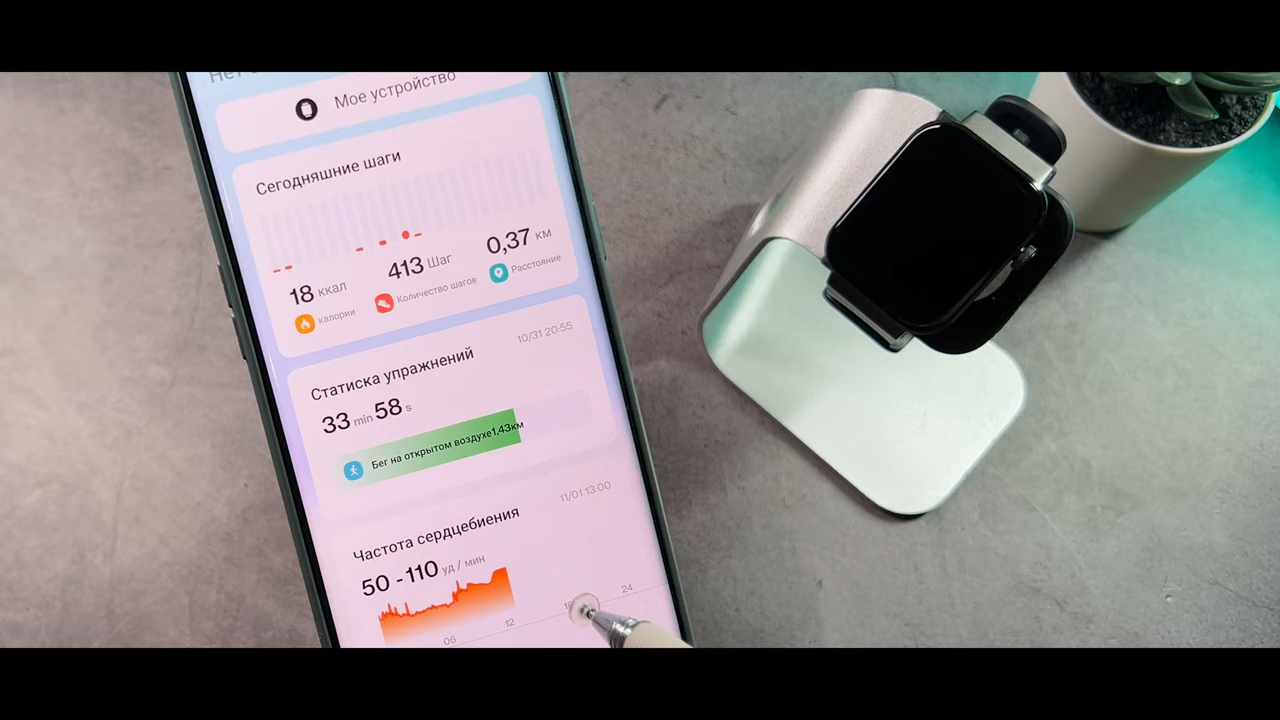 Нет
Мое устройство
Сегодняшние шаги
18 ккал
413 Шаг
0,37 км
калории
Количество шагов
Расстояние
10/31 20:55
Статиска упражнений
33 min 58 s
Бег на открытом воздухе1,43км
11/01 13:00
Частота сердцебиения
50 - 110 уд / мин
06
12
24